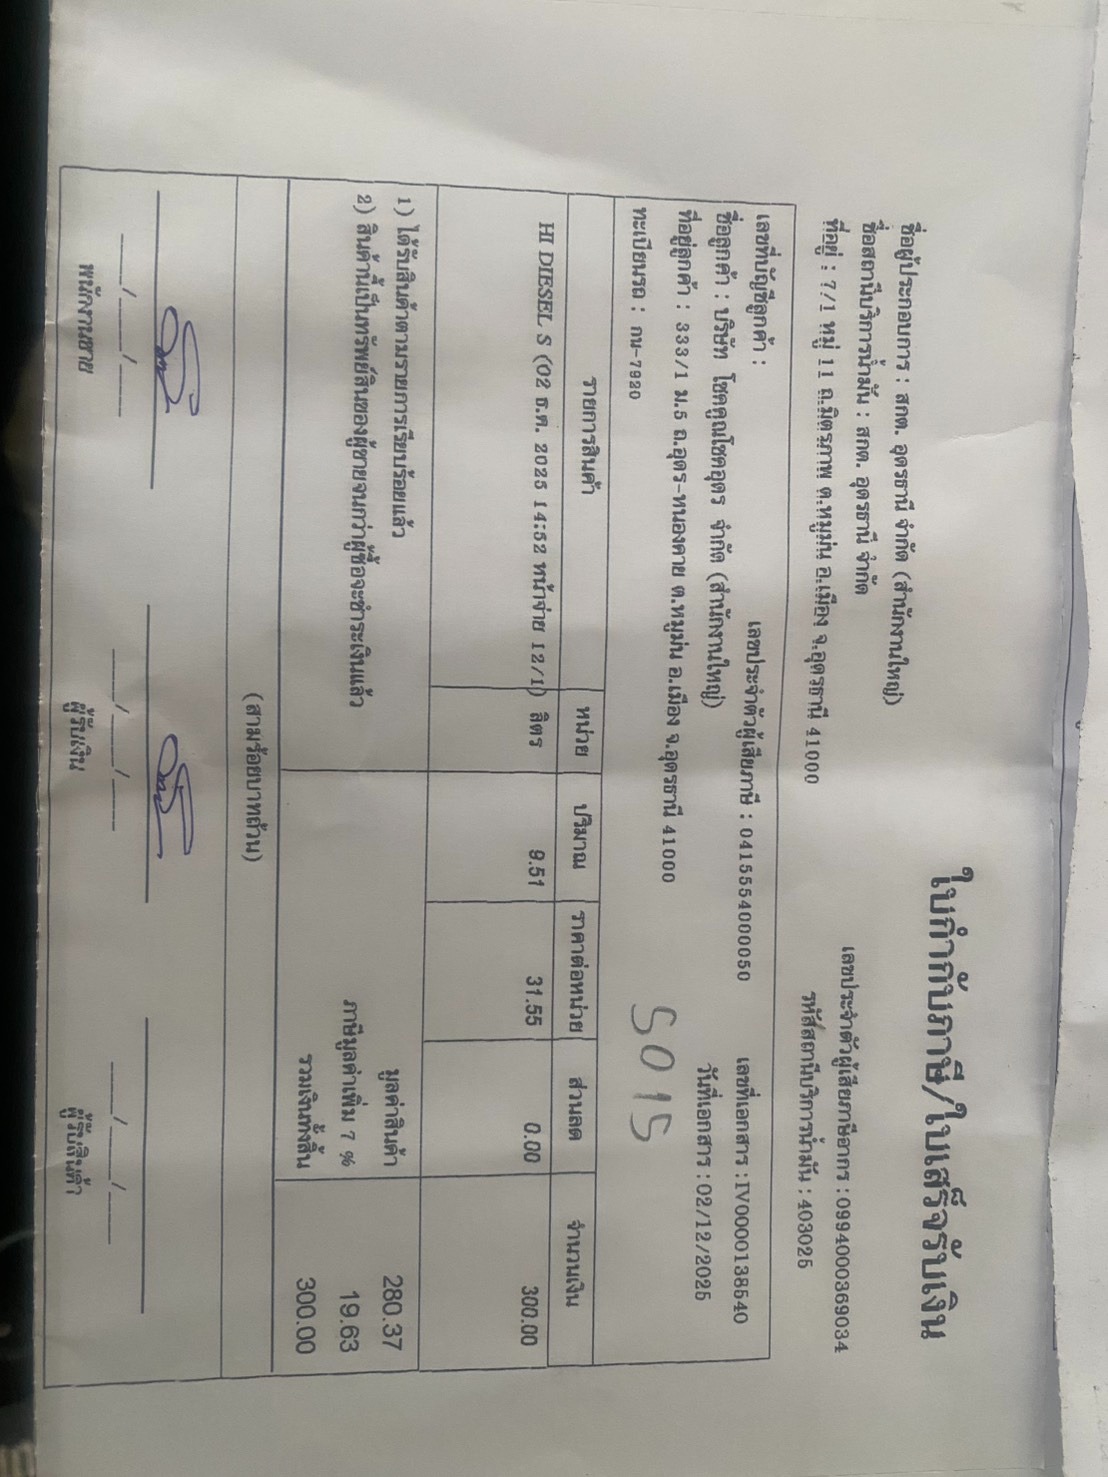 ใบกำกับภาษี/ใบเสร็จรับเงิน
ชื่อผู้ประกอบการ : สกต. อุดรธานี จำกัด (สำนักงานใหญ่)
เลขประจำตัวผู้เสียภาษีอากร : 0994000369034
ชื่อสถานีบริการน้ำมัน : สกต. อุดรธานี จำกัด
รหัสสถานีบริการน้ำมัน : 403025
ที่อยู่ : 7/1 หมู่ 11 ถ.มิตรภาพ ต.หมูม่น อ.เมือง จ.อุดรธานี 41000
เลขที่บัญชีลูกค้า :
เลขประจำตัวผู้เสียภาษี : 0415554000050
เลขที่เอกสาร : IV0000138540
ชื่อลูกค้า : บริษัท โชคคูณโชคอุดร จำกัด (สำนักงานใหญ่)
วันที่เอกสาร : 02/12/2025
ที่อยู่ลูกค้า : 333/1 ม.5 ถ.อุดร-หนองคาย ต.หมูม่น อ.เมือง จ.อุดรธานี 41000
ทะเบียนรถ : กน-7920
5015
รายการสินค้า หน่วย ปริมาณ ราคาต่อหน่วย ส่วนลด จำนวนเงิน
HI DIESEL S (02 ธ.ค. 2025 14:52 หน้าจ่าย 12/1) ลิตร 9.51 31.55 0.00 300.00
1) ได้รับสินค้าตามรายการเรียบร้อยแล้ว
2) สินค้านี้เป็นทรัพย์สินของผู้ขายจนกว่าผู้ซื้อจะชำระเงินแล้ว
มูลค่าสินค้า 280.37
ภาษีมูลค่าเพิ่ม 7 % 19.63
รวมเงินทั้งสิ้น 300.00
(สามร้อยบาทถ้วน)
___/___/___ ___/___/___ ___/___/___
พนักงานขาย ผู้รับเงิน ผู้รับสินค้า